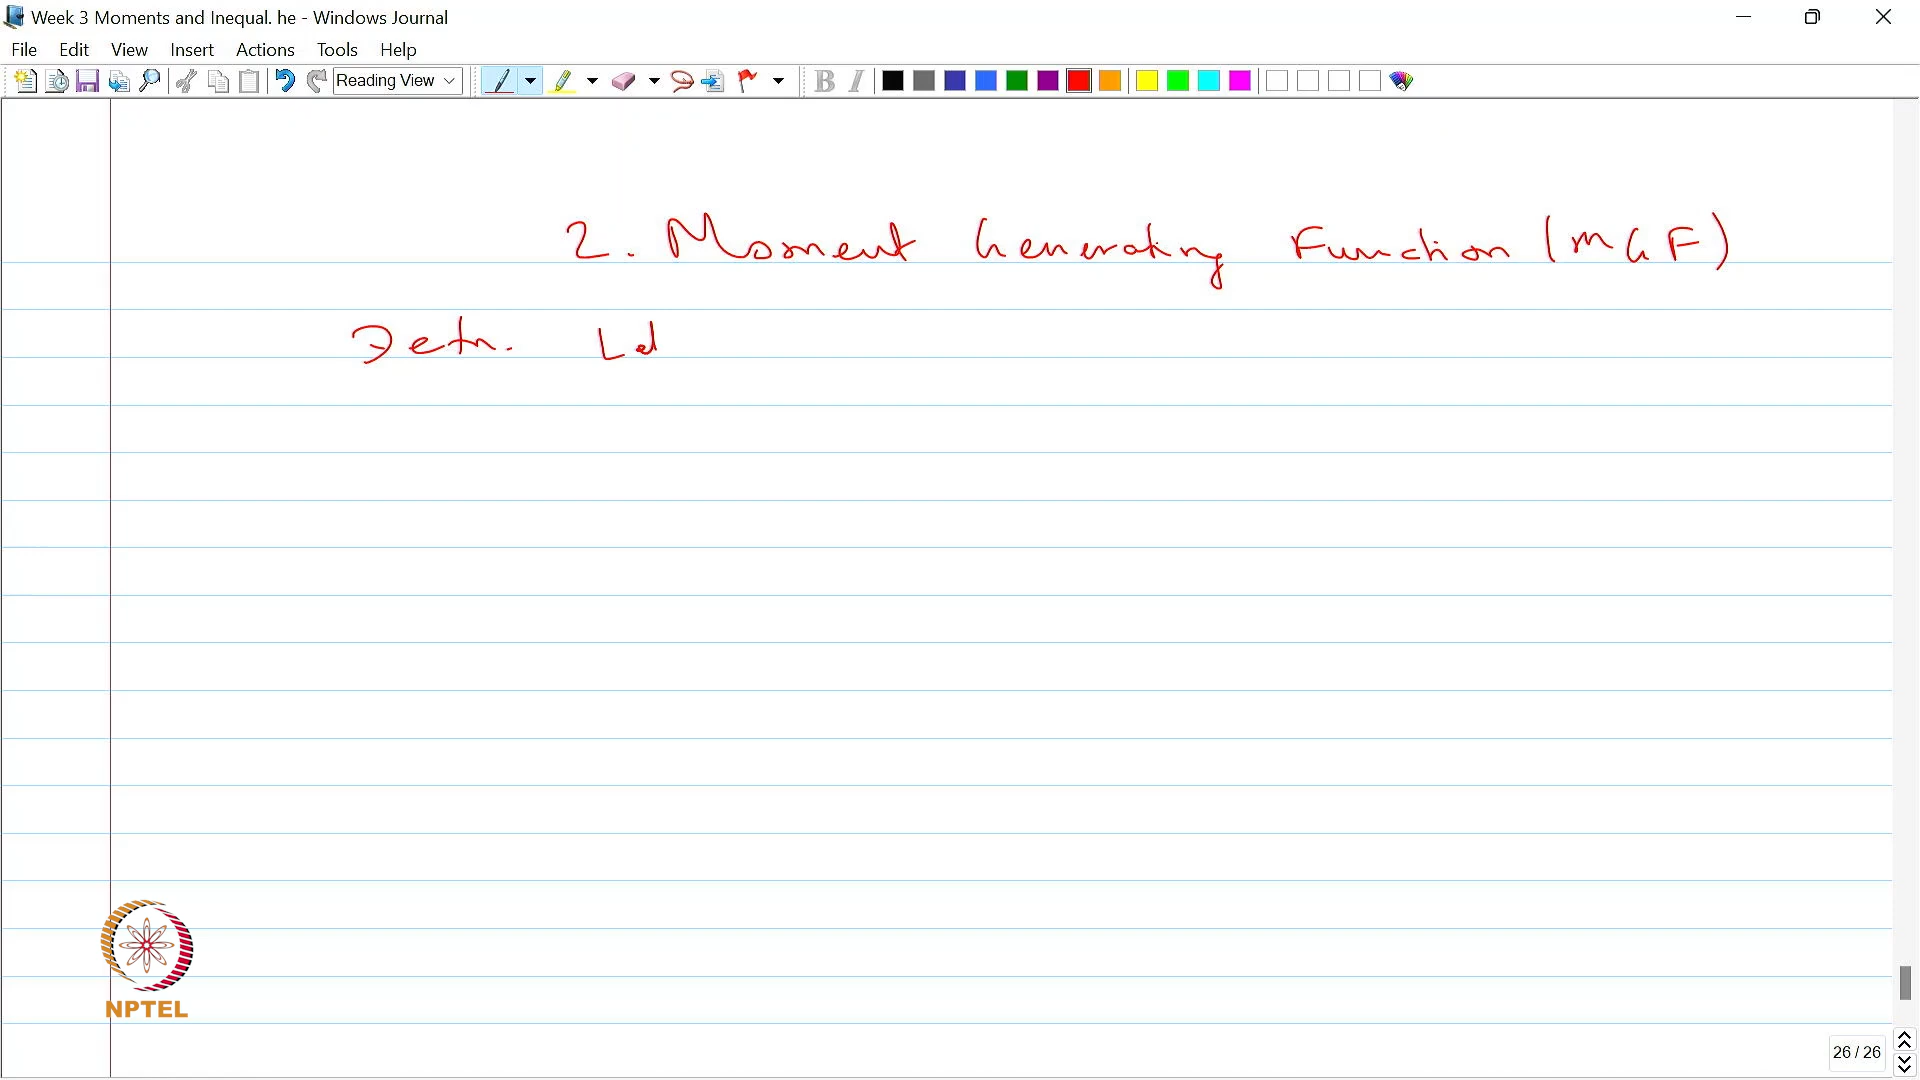 Week 3 Moments and Inequal. he - Windows Journal
File Edit View Insert Actions Tools Help
Reading View B I
2. Moment Generating Function (MGF)
Defn. Let
NPTEL
26 / 26